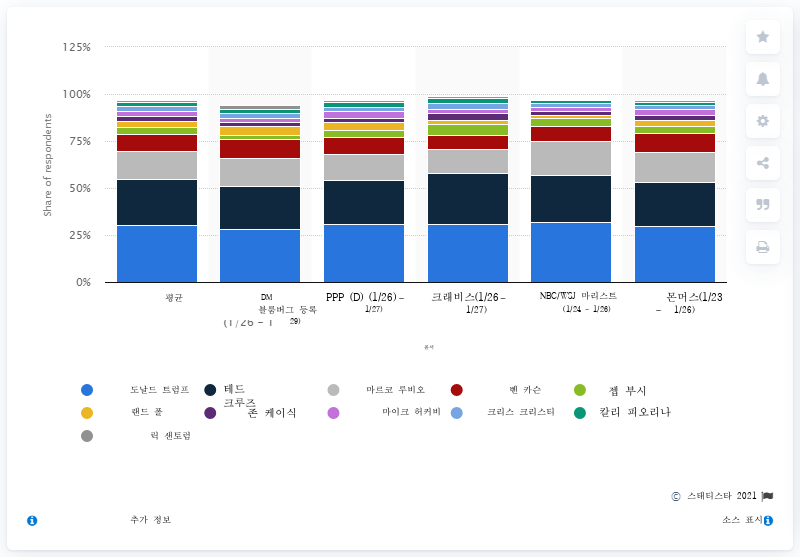 125%
100%
75%
50%
25%
0%
Share of respondents
평균
DM
블룸버그 등록
(1/26 – 1 29)
PPP (D) (1/26) –
1/27)
크래비스(1/26 –
1/27)
NBC/WSJ 마리스트
(1/24 – 1/26)
몬머스(1/23
– 1/26)
도날드 트럼프
테드
크루즈
마르코 루비오
벤 카슨
젭 부시
랜드 폴
존 케이식
마이크 허커비
크리스 크리스티
칼리 피오리나
릭 샌토럼
© 스태티스타 2021
추가 정보
소스 표시